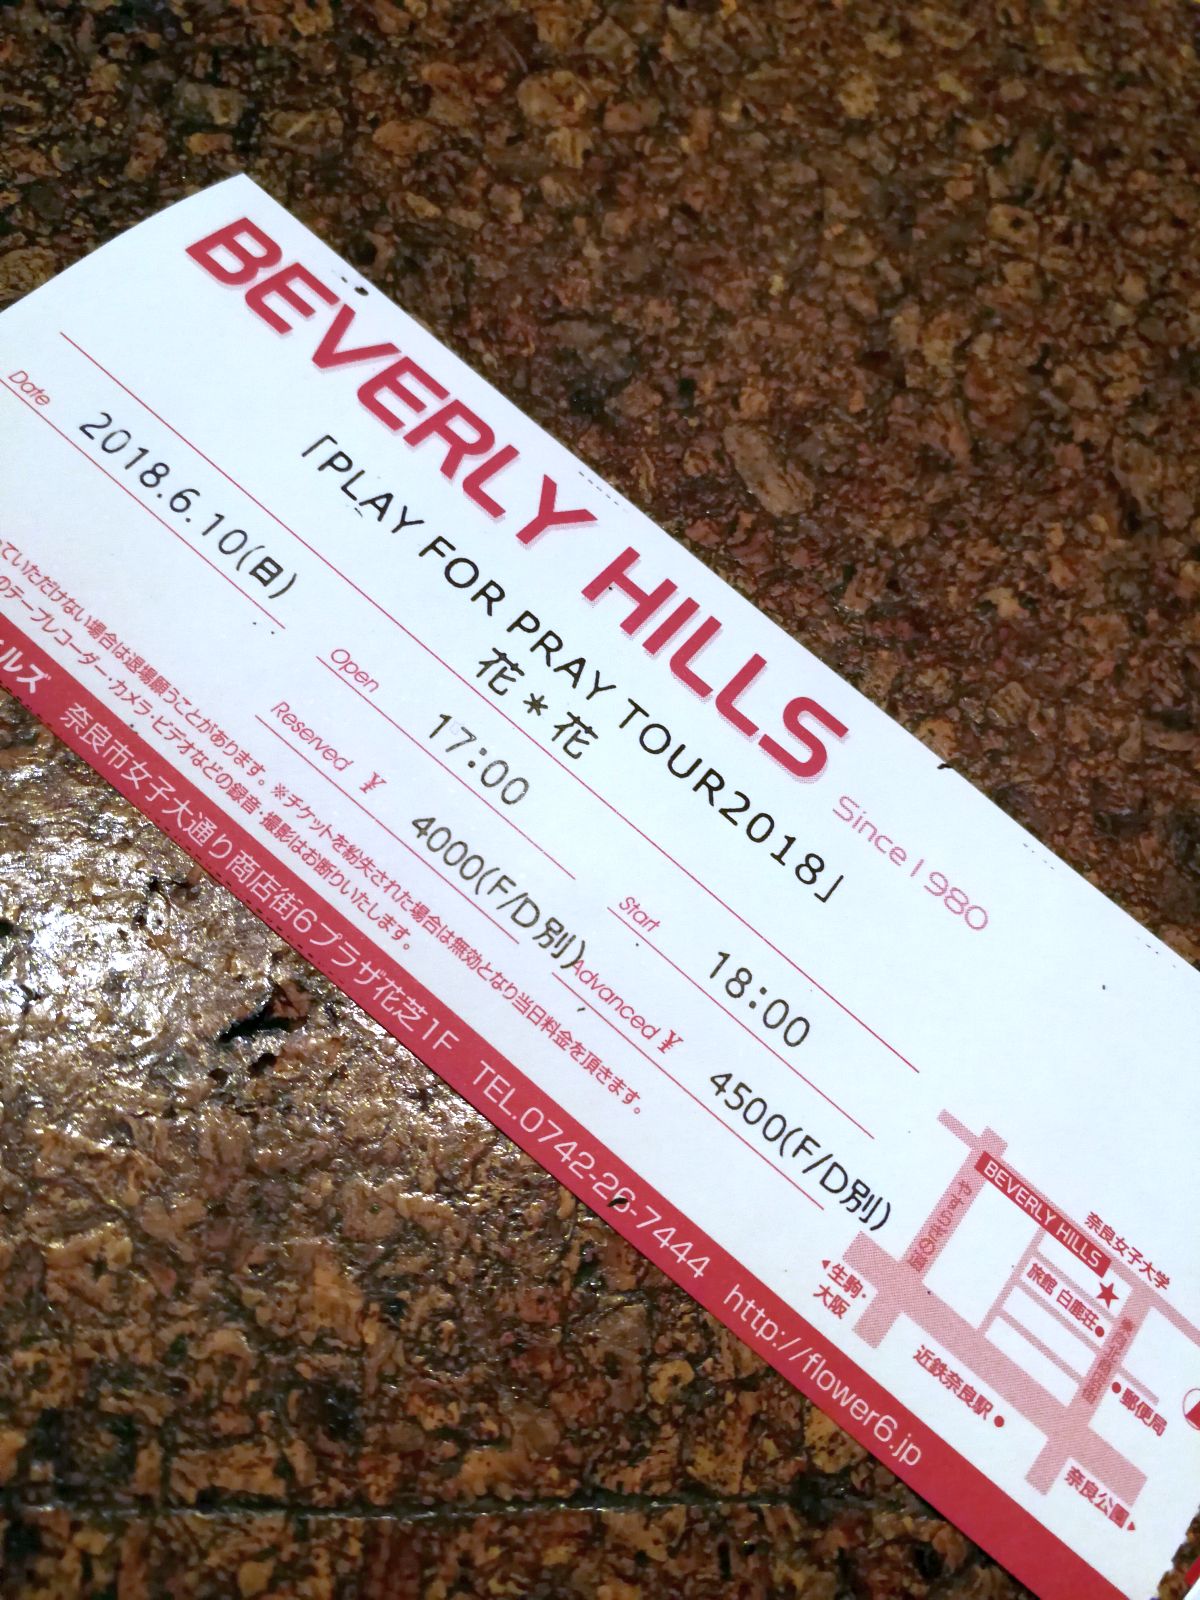 BEVERLY HILLS Since 1980
「PLAY FOR PRAY TOUR2018」
花＊花
Date 2018.6.10(日) Open 17:00 Start 18:00
Reserved ¥ 4000(F/D別) Advanced ¥ 4500(F/D別)
ていただけない場合は退場願うことがあります。※チケットを紛失された場合は無効となり当日料金を頂きます。
のテープレコーダー・カメラ・ビデオなどの録音・撮影はお断りいたします。
ヒルズ 奈良市女子大通り商店街6プラザ花芝1F TEL.0742-26-7444 http://flower6.jp
奈良女子大学
BEVERLY HILLS ★
やすらぎの道
旅館 白鹿荘●
◀生駒・
大阪
近鉄奈良駅●
●郵便局
奈良公園▶